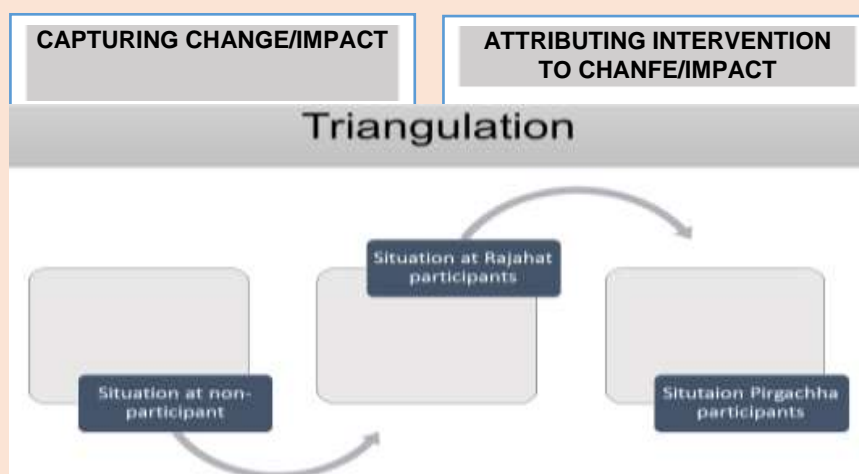 CAPTURING CHANGE/IMPACT
ATTRIBUTING INTERVENTION
TO CHANFE/IMPACT
Triangulation
Situation at non-
participant
Situation at Rajahat
participants
Situtaion Pirgachha
participants